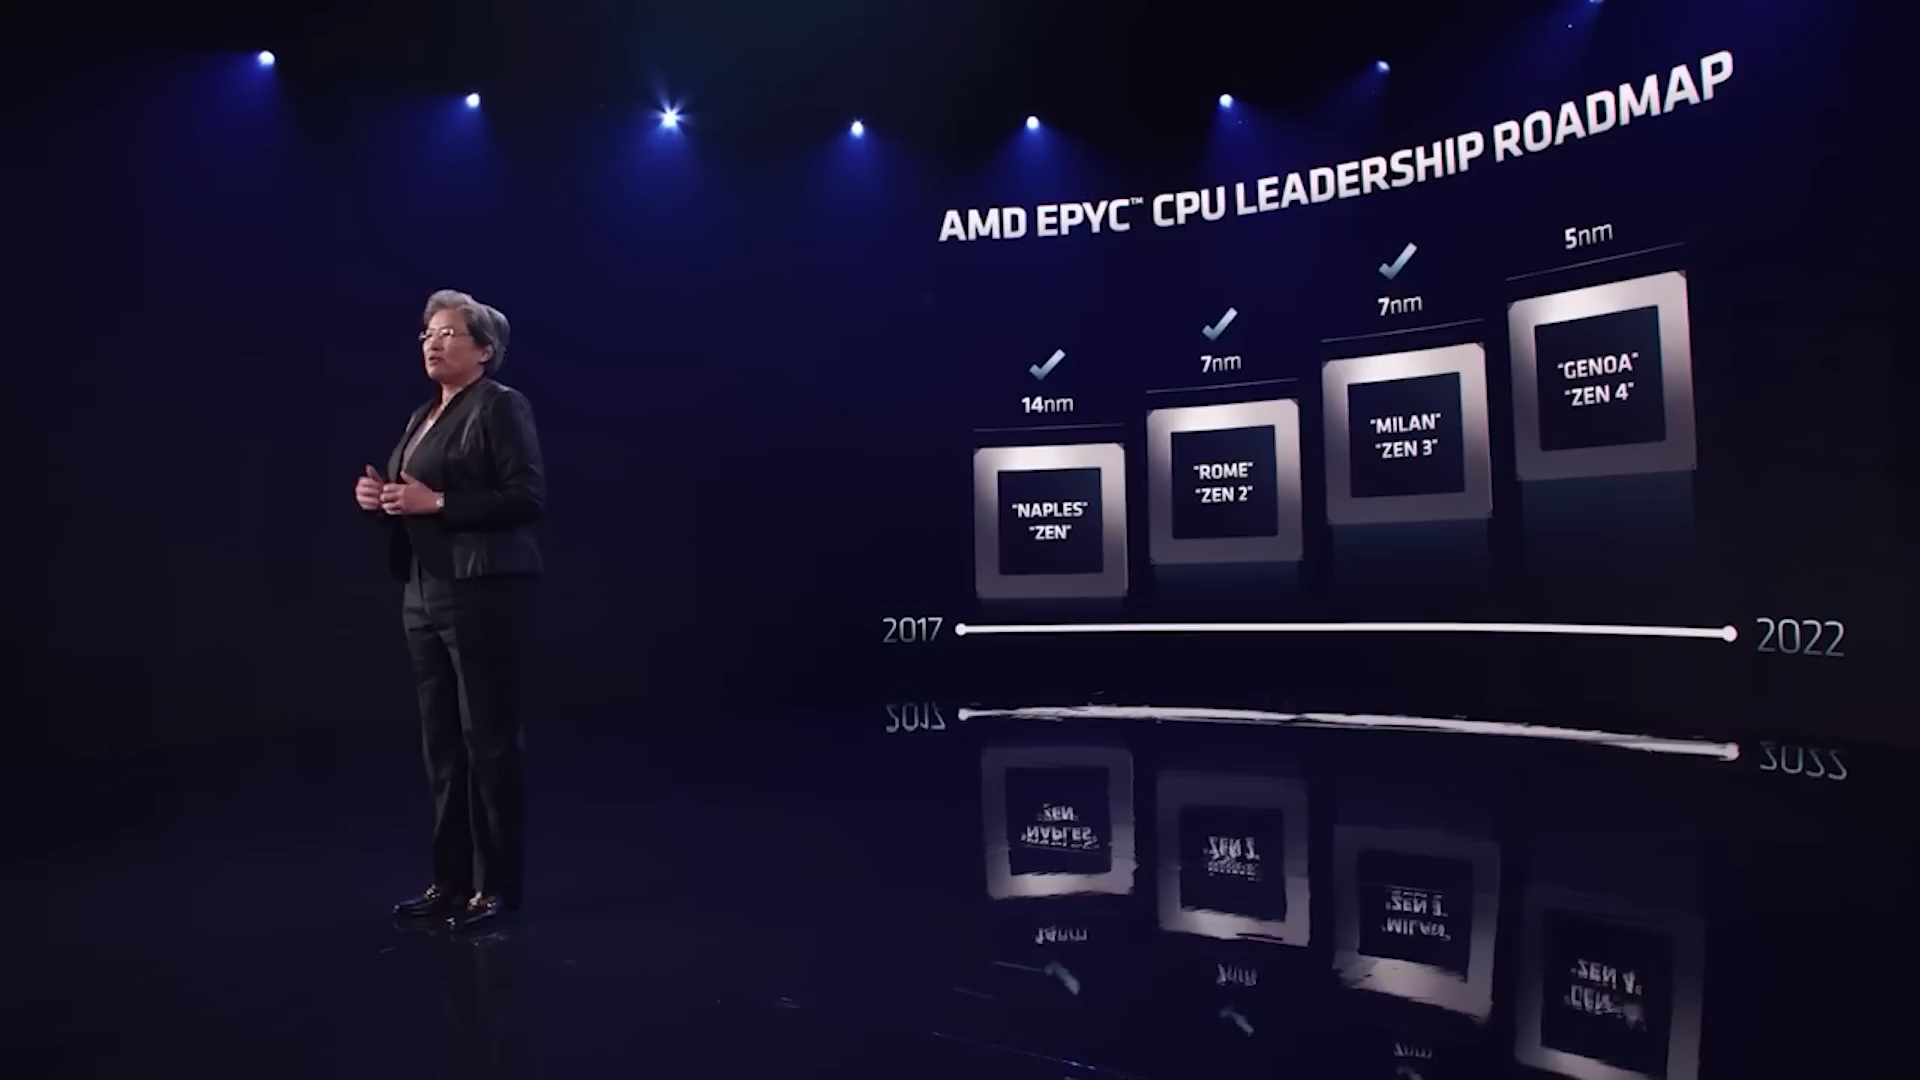 AMD EPYC™ CPU LEADERSHIP ROADMAP
14nm
"NAPLES"
"ZEN"
7nm
"ROME"
"ZEN 2"
7nm
"MILAN"
"ZEN 3"
5nm
"GENOA"
"ZEN 4"
2017
2022